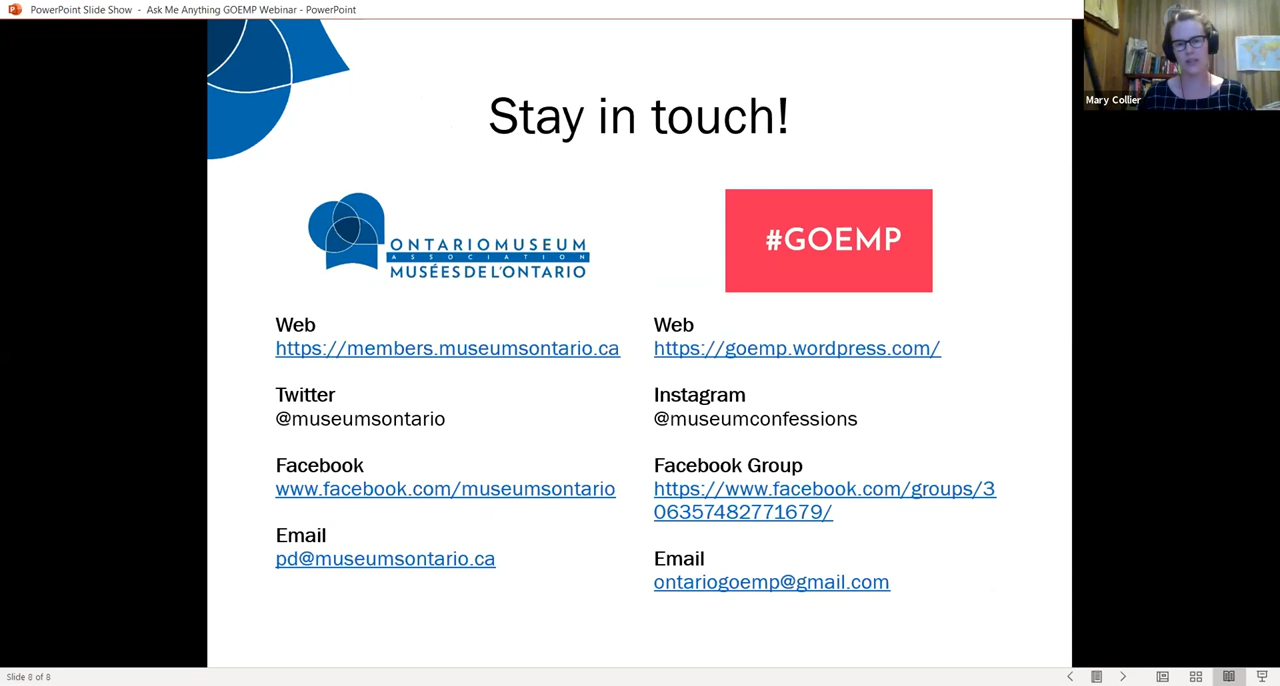 PowerPoint Slide Show - Ask Me Anything GOEMP Webinar - PowerPoint
Mary Collier
Stay in touch!
ONTARIOMUSEUM
ASSOCIATION
MUSÉESDEL'ONTARIO
#GOEMP
Web
https://members.museumsontario.ca
Twitter
@museumsontario
Facebook
www.facebook.com/museumsontario
Email
pd@museumsontario.ca
Web
https://goemp.wordpress.com/
Instagram
@museumconfessions
Facebook Group
https://www.facebook.com/groups/3
06357482771679/
Email
ontariogoemp@gmail.com
Slide 8 of 8